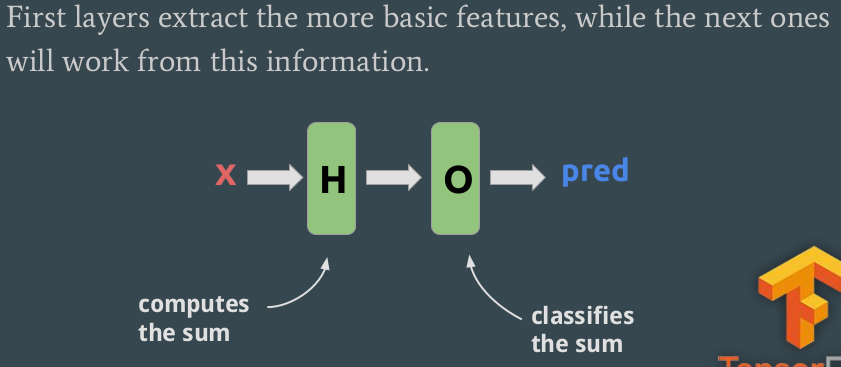 First layers extract the more basic features, while the next ones
will work from this information.
x
H
O
pred
computes
the sum
classifies
the sum